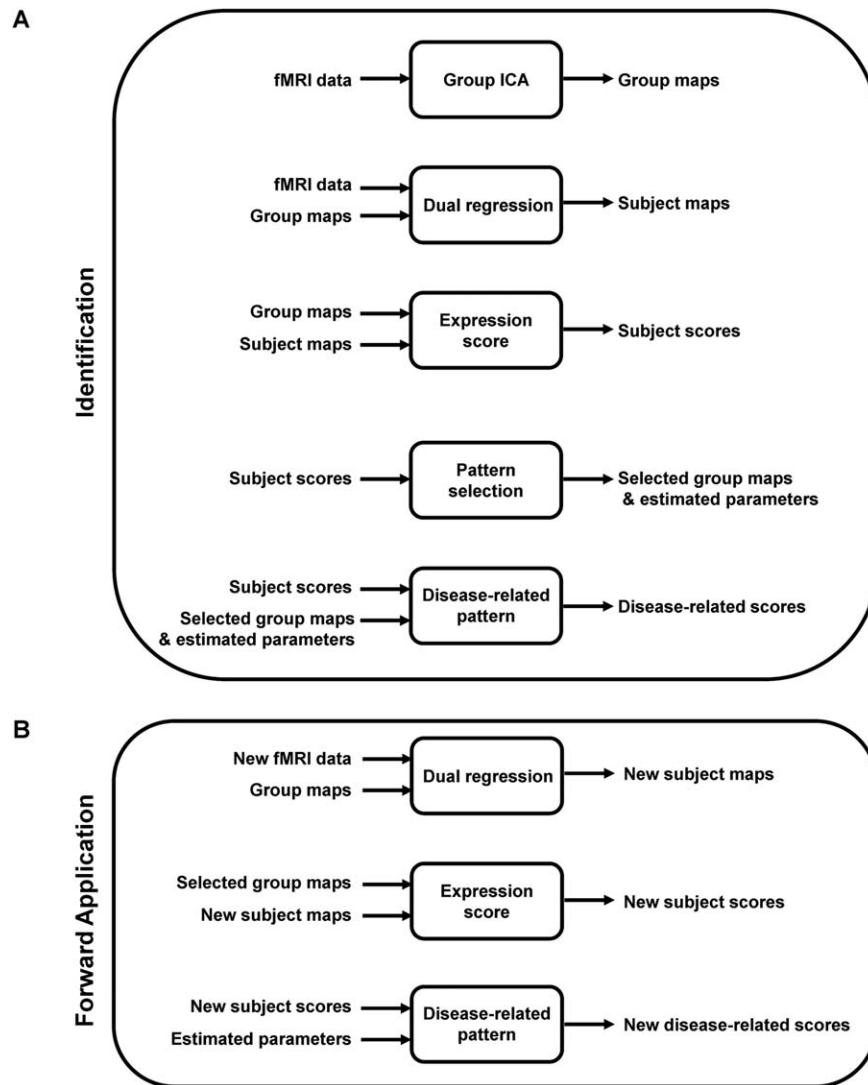 A
Identification
fMRI data
Group ICA
Group maps
fMRI data
Group maps
Dual regression
Subject maps
Group maps
Subject maps
Expression
score
Subject scores
Subject scores
Pattern
selection
Selected group maps
& estimated parameters
Subject scores
Selected group maps
& estimated parameters
Disease-related
pattern
Disease-related scores
B
Forward Application
New fMRI data
Group maps
Dual regression
New subject maps
Selected group maps
New subject maps
Expression
score
New subject scores
New subject scores
Estimated parameters
Disease-related
pattern
New disease-related scores